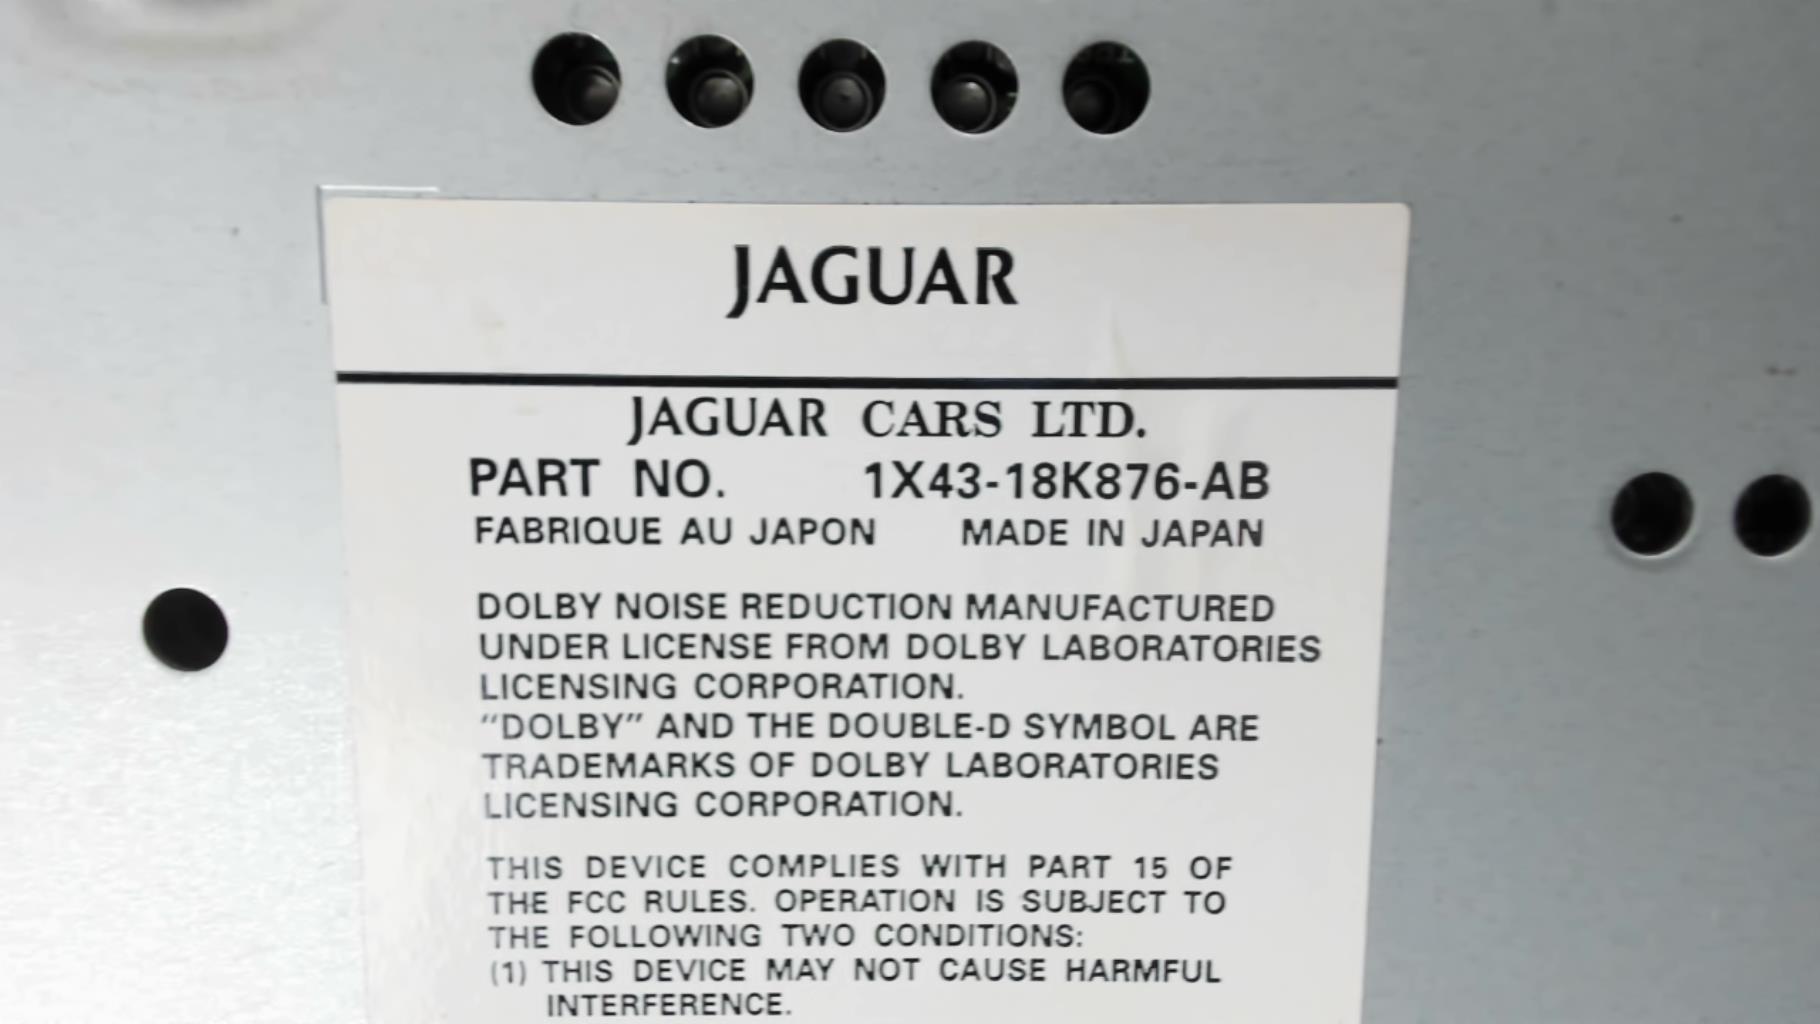 JAGUAR
JAGUAR CARS LTD.
PART NO. 1X43-18K876-AB
FABRIQUE AU JAPON MADE IN JAPAN
DOLBY NOISE REDUCTION MANUFACTURED
UNDER LICENSE FROM DOLBY LABORATORIES
LICENSING CORPORATION.
"DOLBY" AND THE DOUBLE-D SYMBOL ARE
TRADEMARKS OF DOLBY LABORATORIES
LICENSING CORPORATION.
THIS DEVICE COMPLIES WITH PART 15 OF
THE FCC RULES. OPERATION IS SUBJECT TO
THE FOLLOWING TWO CONDITIONS:
(1) THIS DEVICE MAY NOT CAUSE HARMFUL
INTERFERENCE.